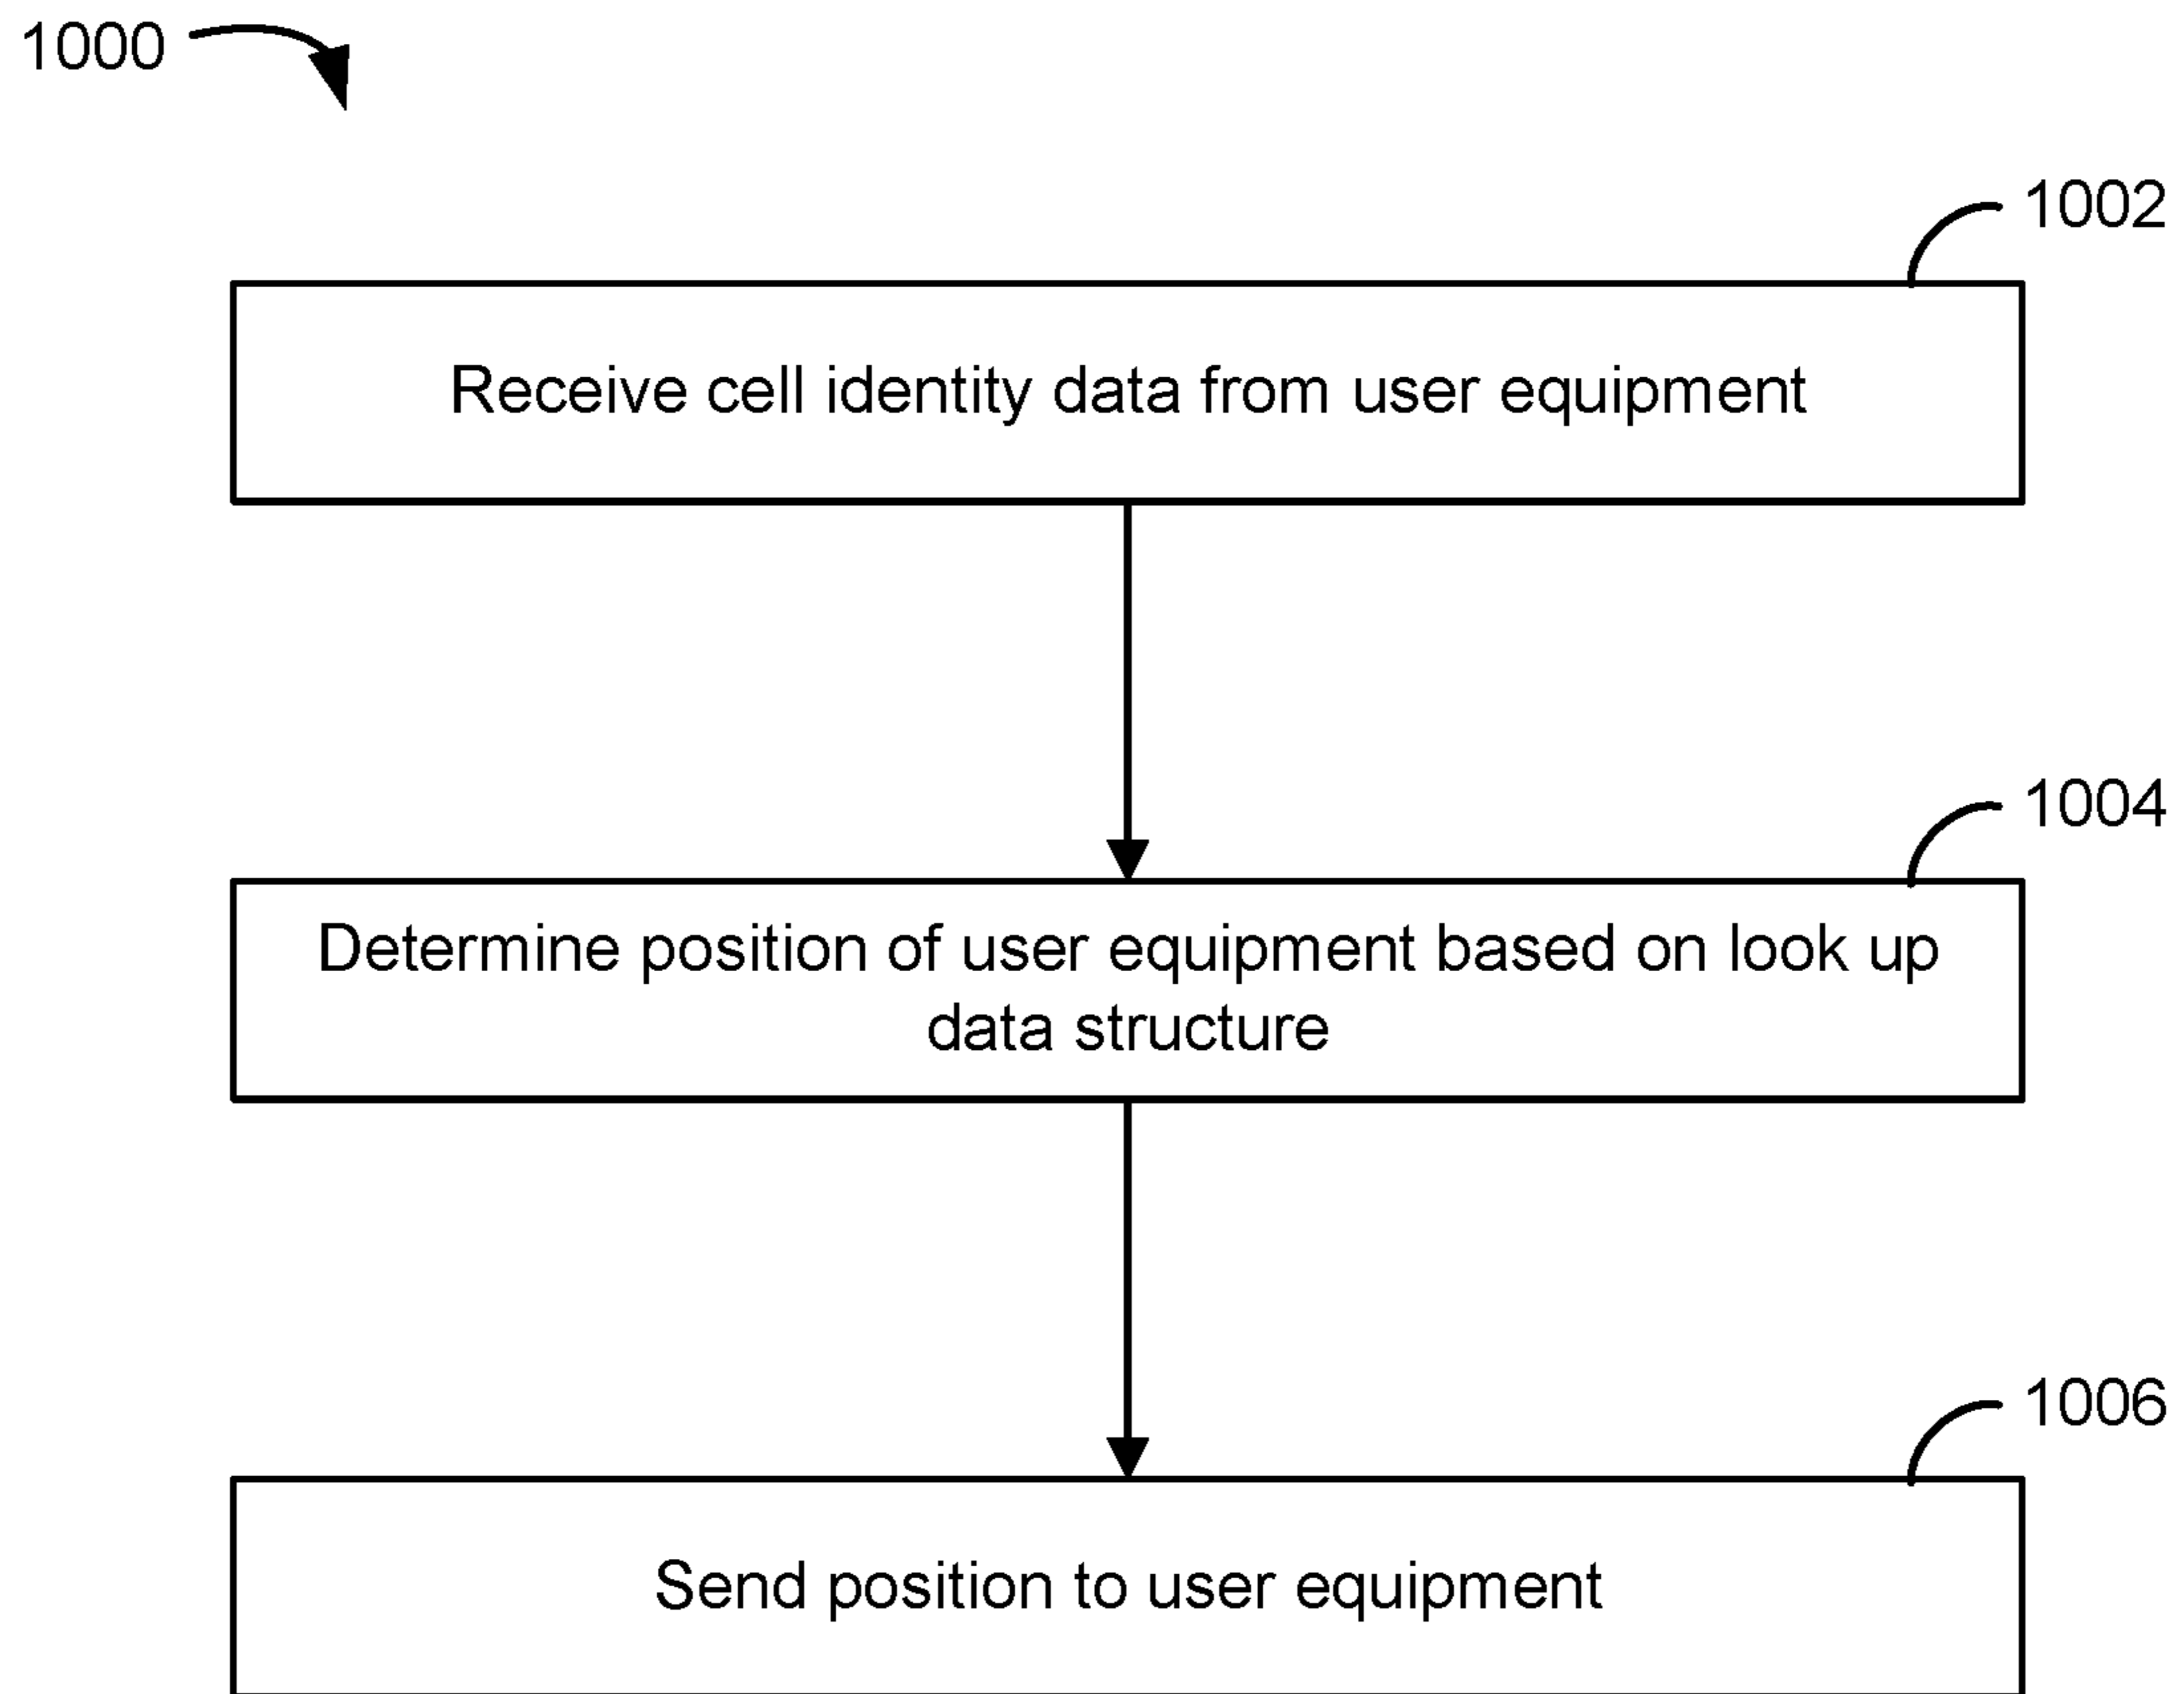 1000
1002
Receive cell identity data from user equipment
1004
Determine position of user equipment based on look up
data structure
1006
Send position to user equipment